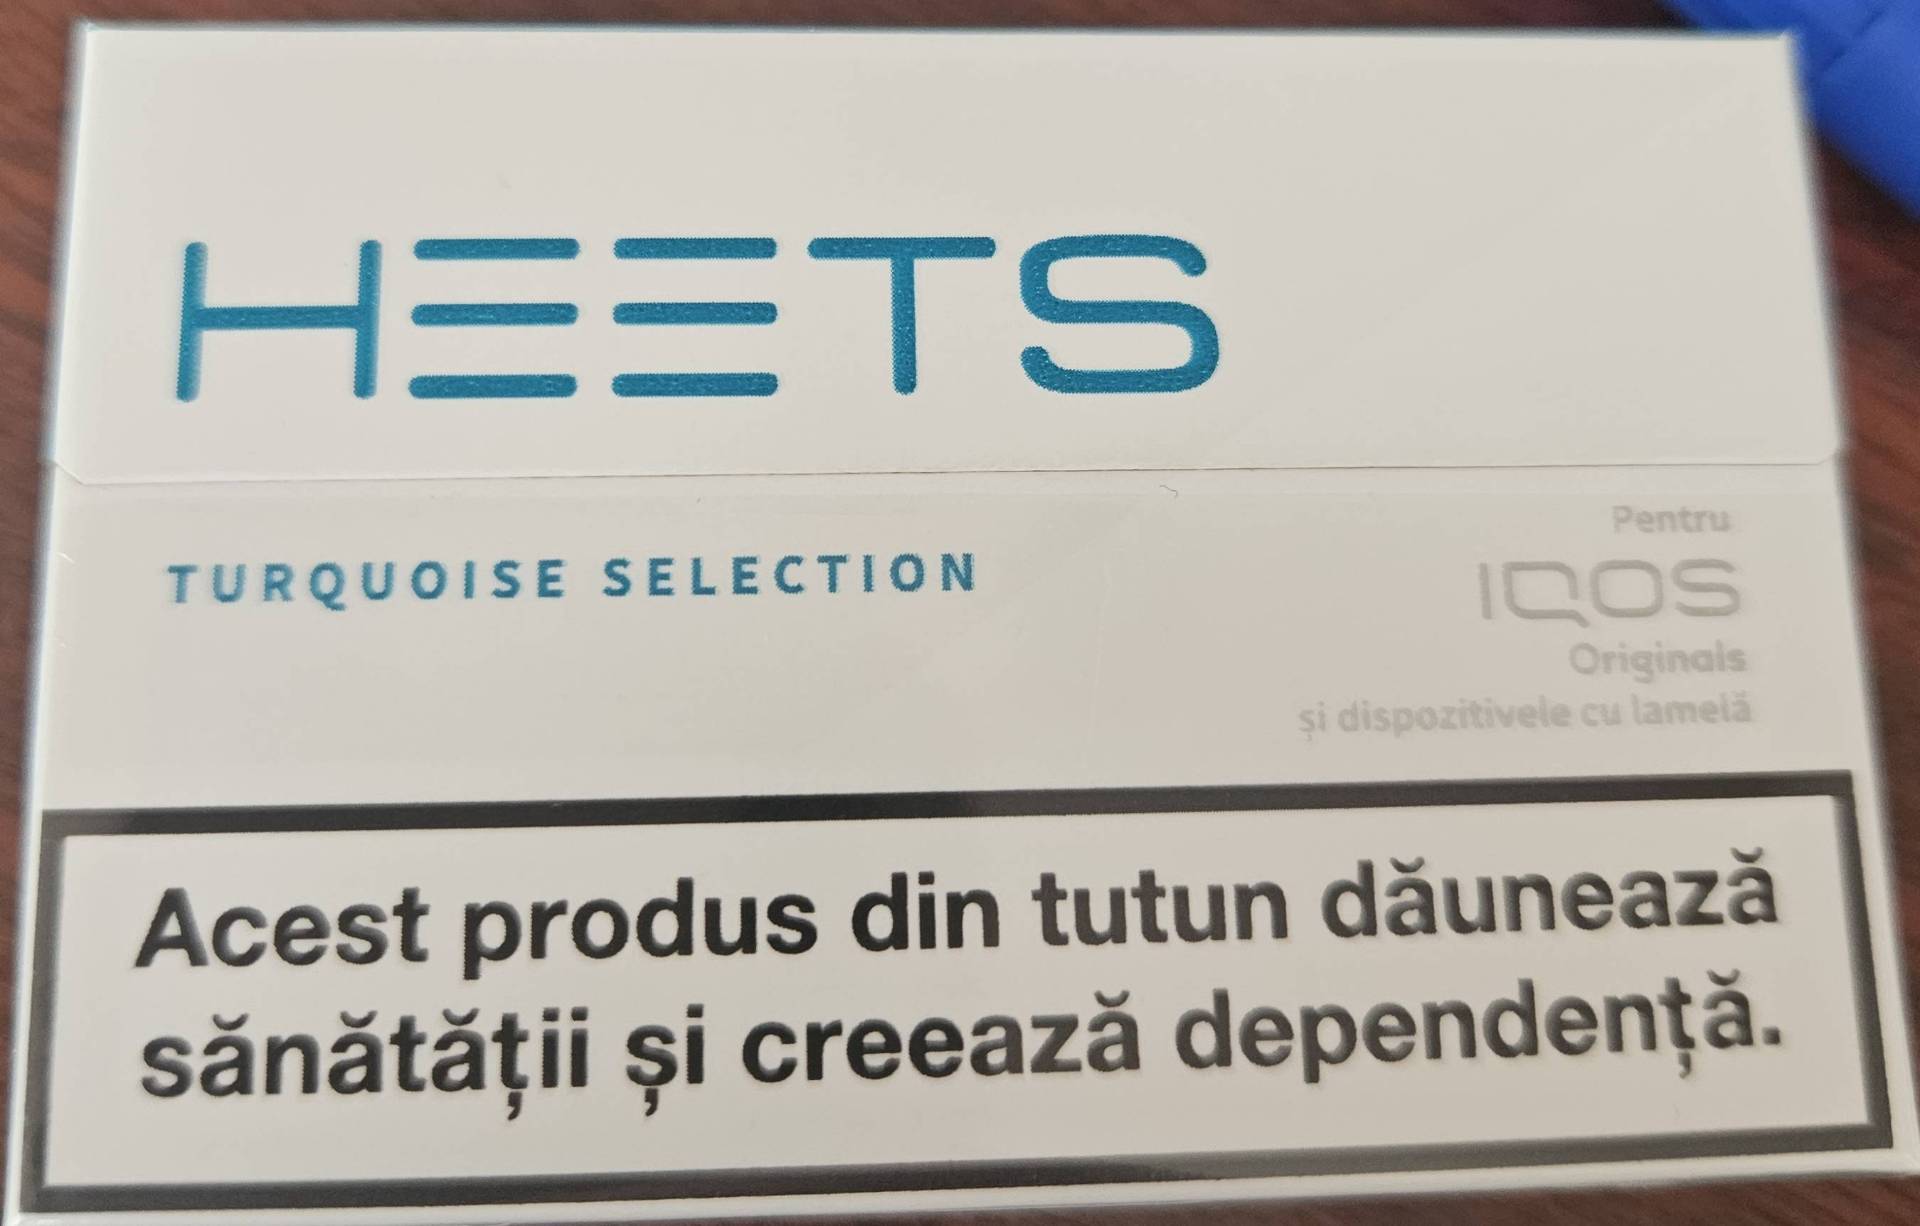 HEETS
TURQUOISE SELECTION
Pentru
IQOS
Originals
și dispozitivele cu lamelă
Acest produs din tutun dăunează
sănătății și creează dependență.